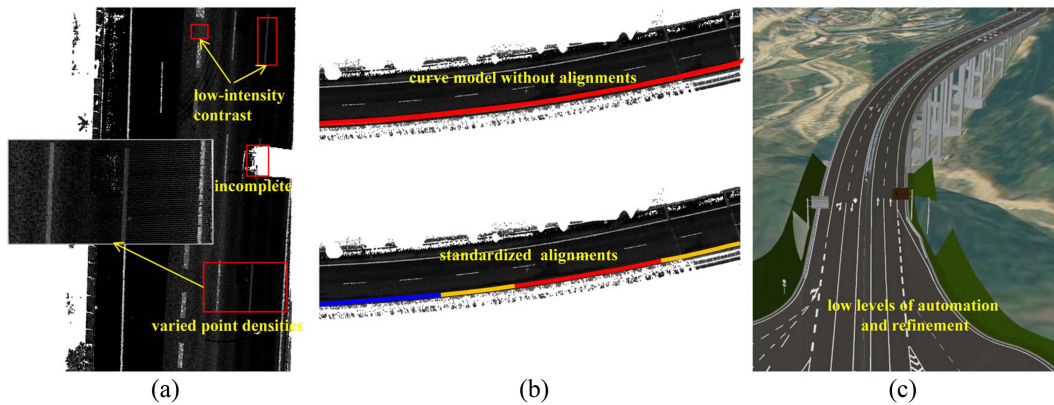 low-intensity
contrast
incomplete
varied point densities
(a)
curve model without alignments
standardized alignments
(b)
low levels of automation
and refinement
(c)